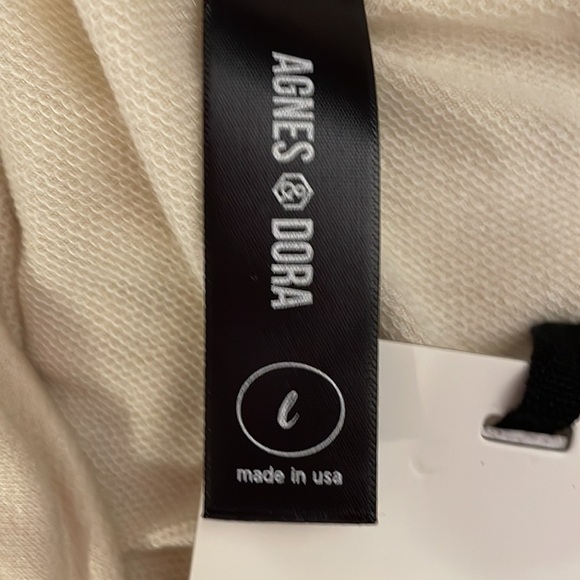 AGNES & DORA
l
made in usa